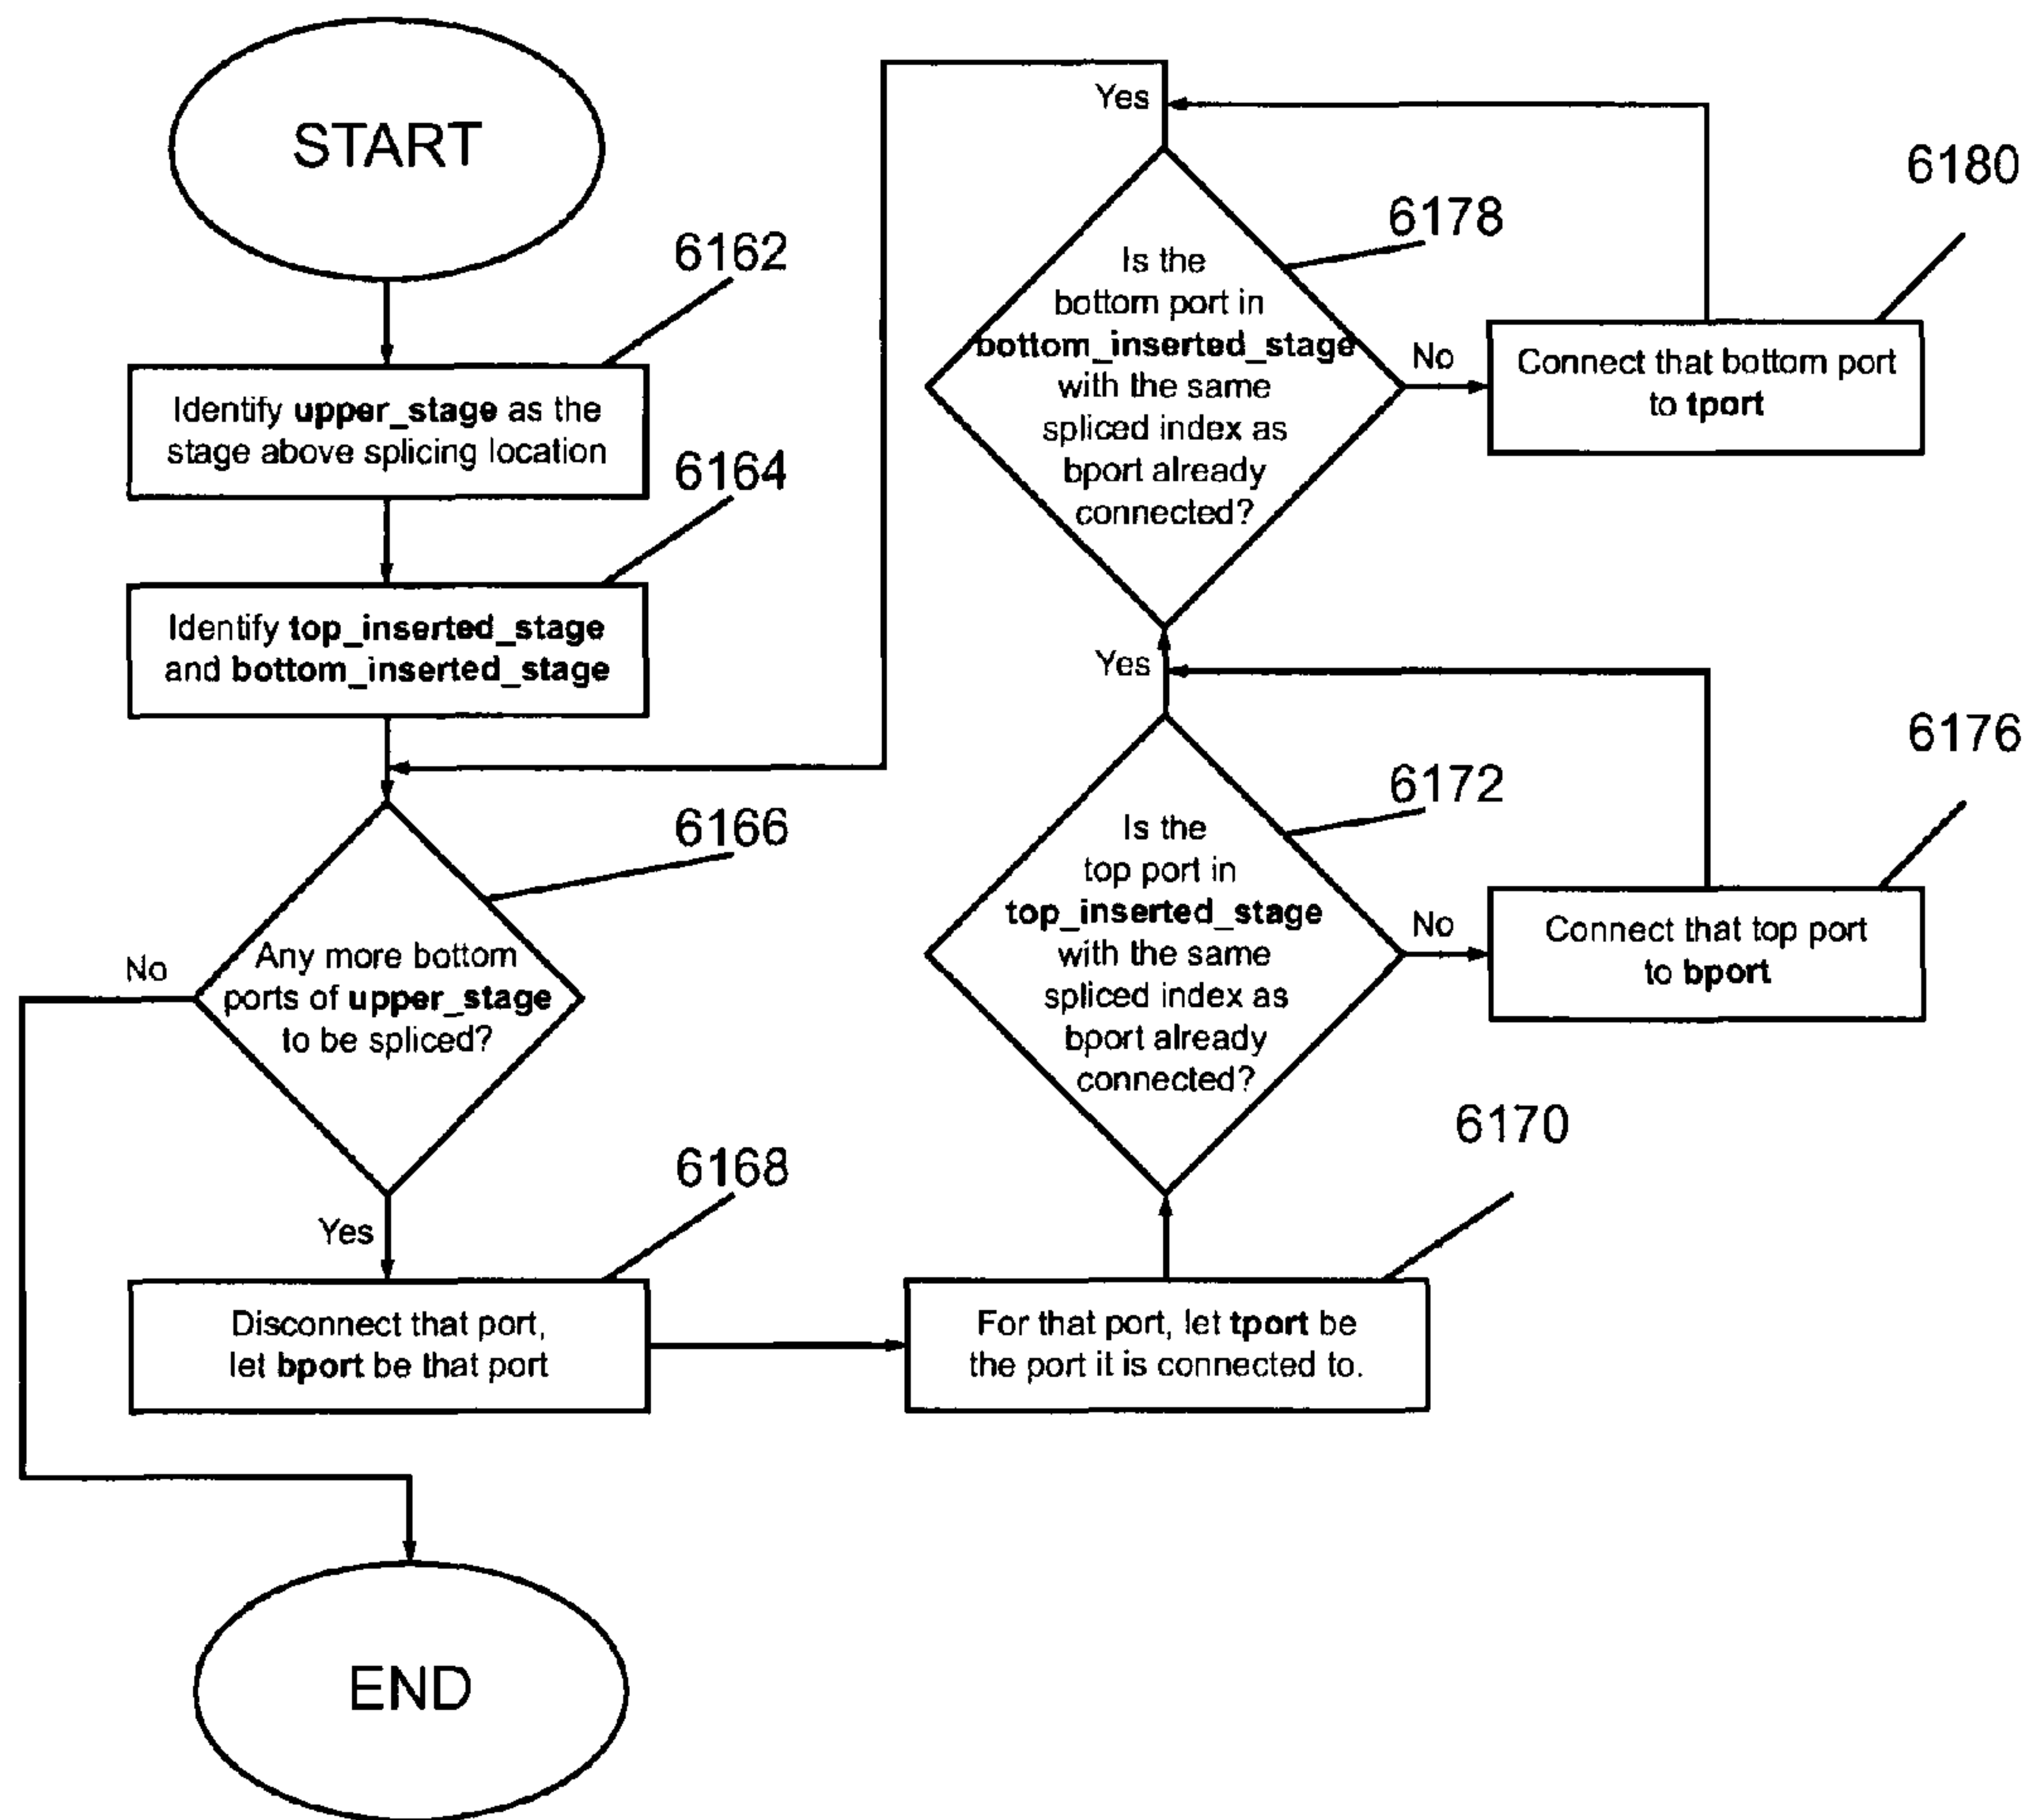 START
6162
Identify upper_stage as the
stage above splicing location
6164
Identify top_inserted_stage
and bottom_inserted_stage
6166
Any more bottom
ports of upper_stage
to be spliced?
No
Yes
6168
Disconnect that port,
let bport be that port
6170
For that port, let tport be
the port it is connected to.
6172
Is the
top port in
top_inserted_stage
with the same
spliced index as
bport already
connected?
No
6176
Connect that top port
to bport
Yes
6178
Is the
bottom port in
bottom_inserted_stage
with the same
spliced index as
bport already
connected?
No
6180
Connect that bottom port
to tport
Yes
END